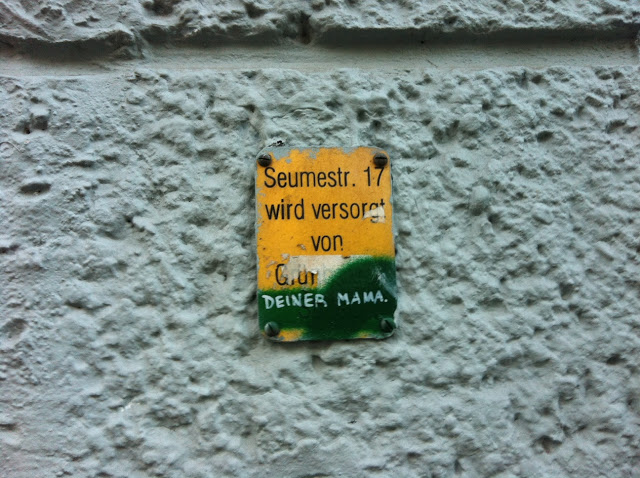 Seumestr. 17
wird versorgt
von
DEINER MAMA.